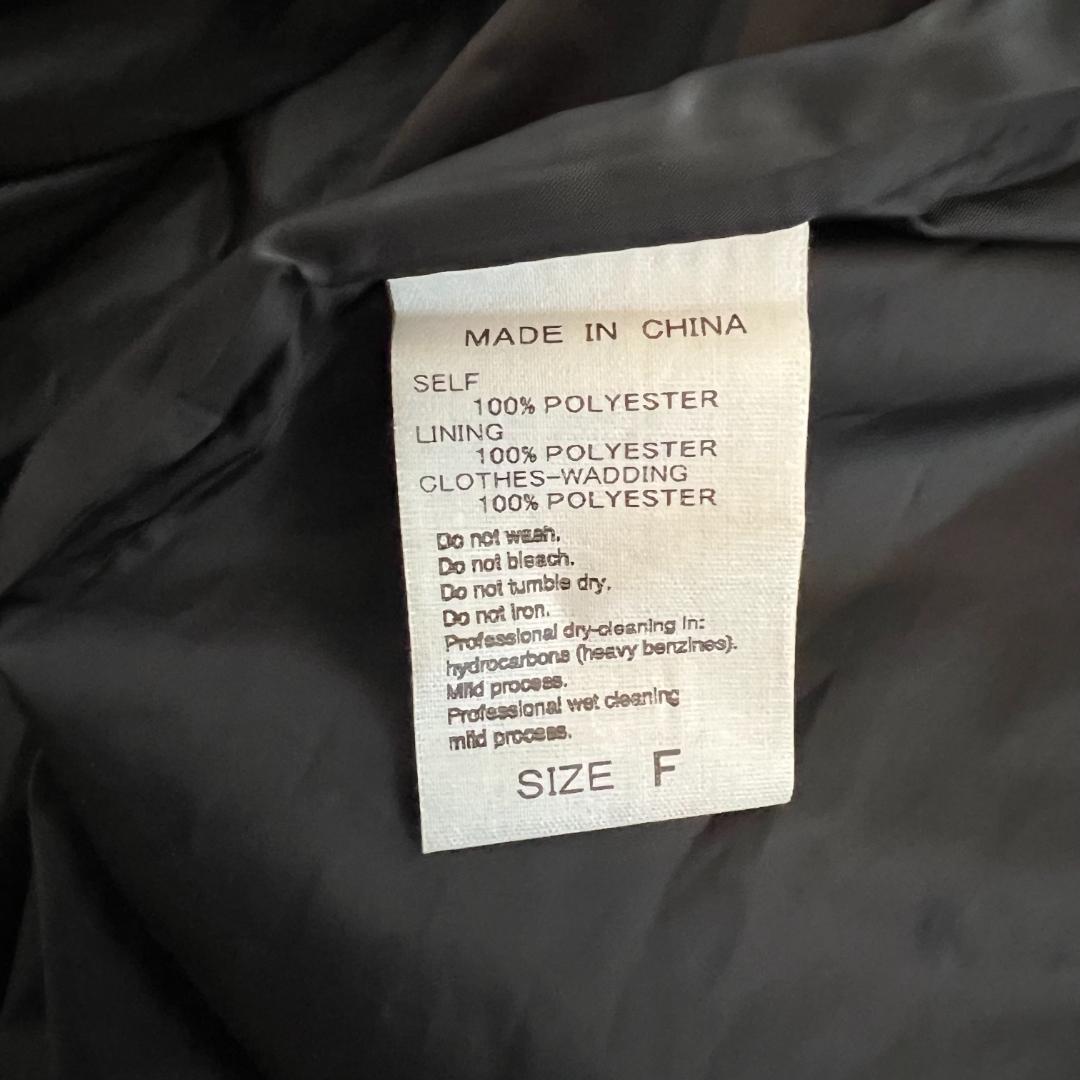 MADE IN CHINA
SELF
100% POLYESTER
LINING
100% POLYESTER
CLOTHES-WADDING
100% POLYESTER
Do not wash.
Do not bleach.
Do not tumble dry.
Do not iron.
Professional dry-cleaning in:
hydrocarbons (heavy benzines).
Mild process.
Professional wet cleaning
mild process.
SIZE F